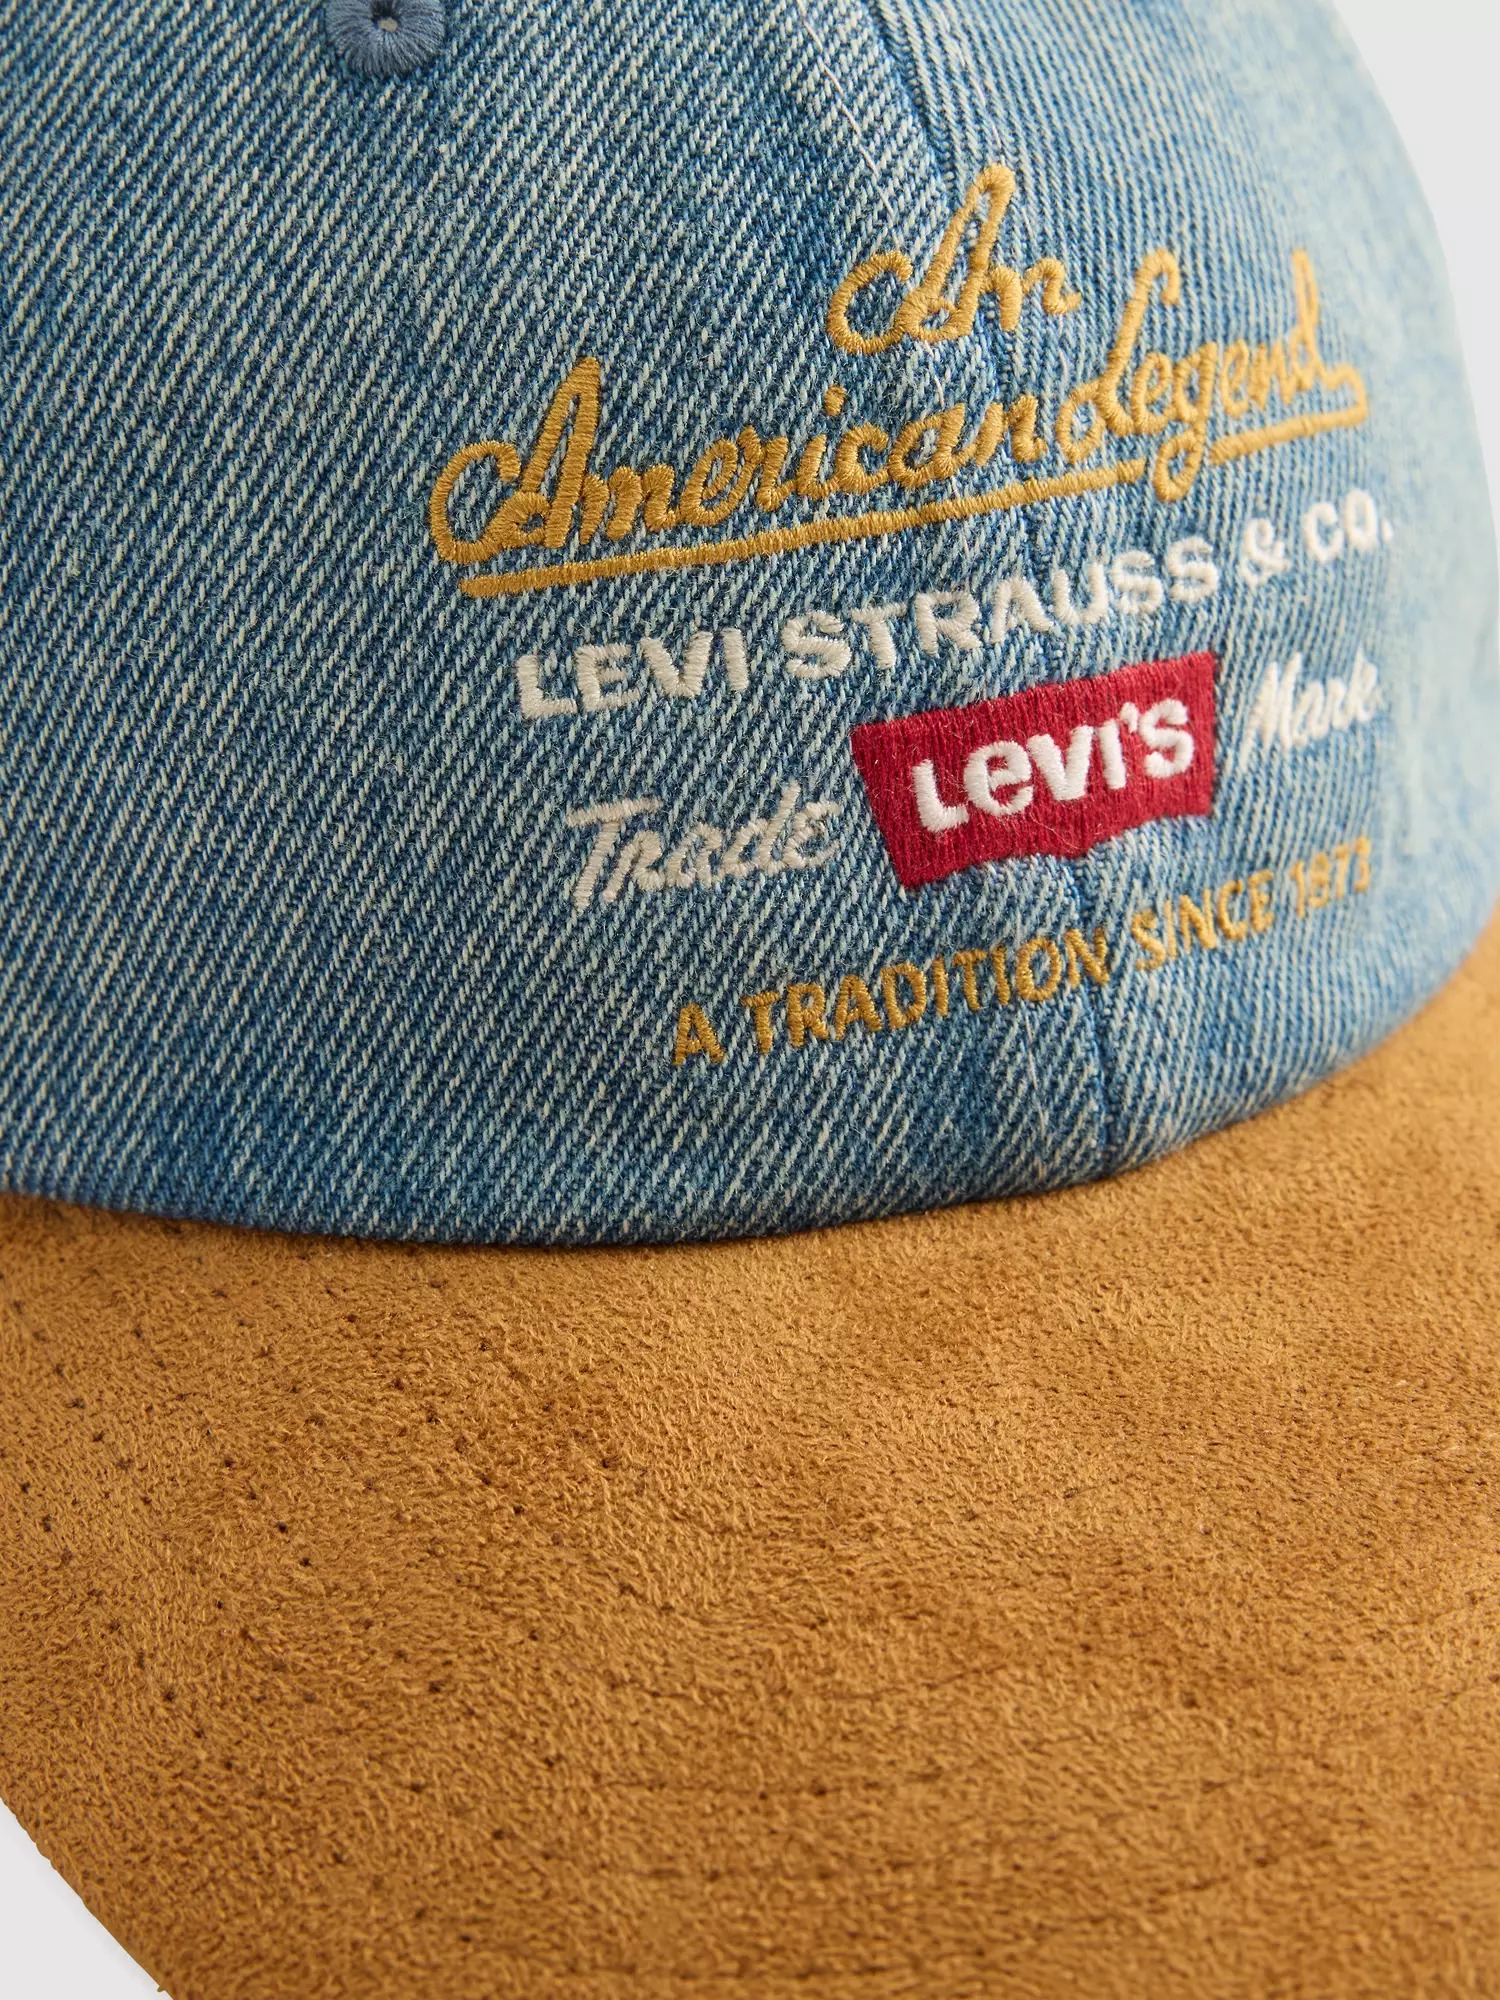 An
American Legend
LEVI STRAUSS & CO.
Trade Levi's Mark
A TRADITION SINCE 1873